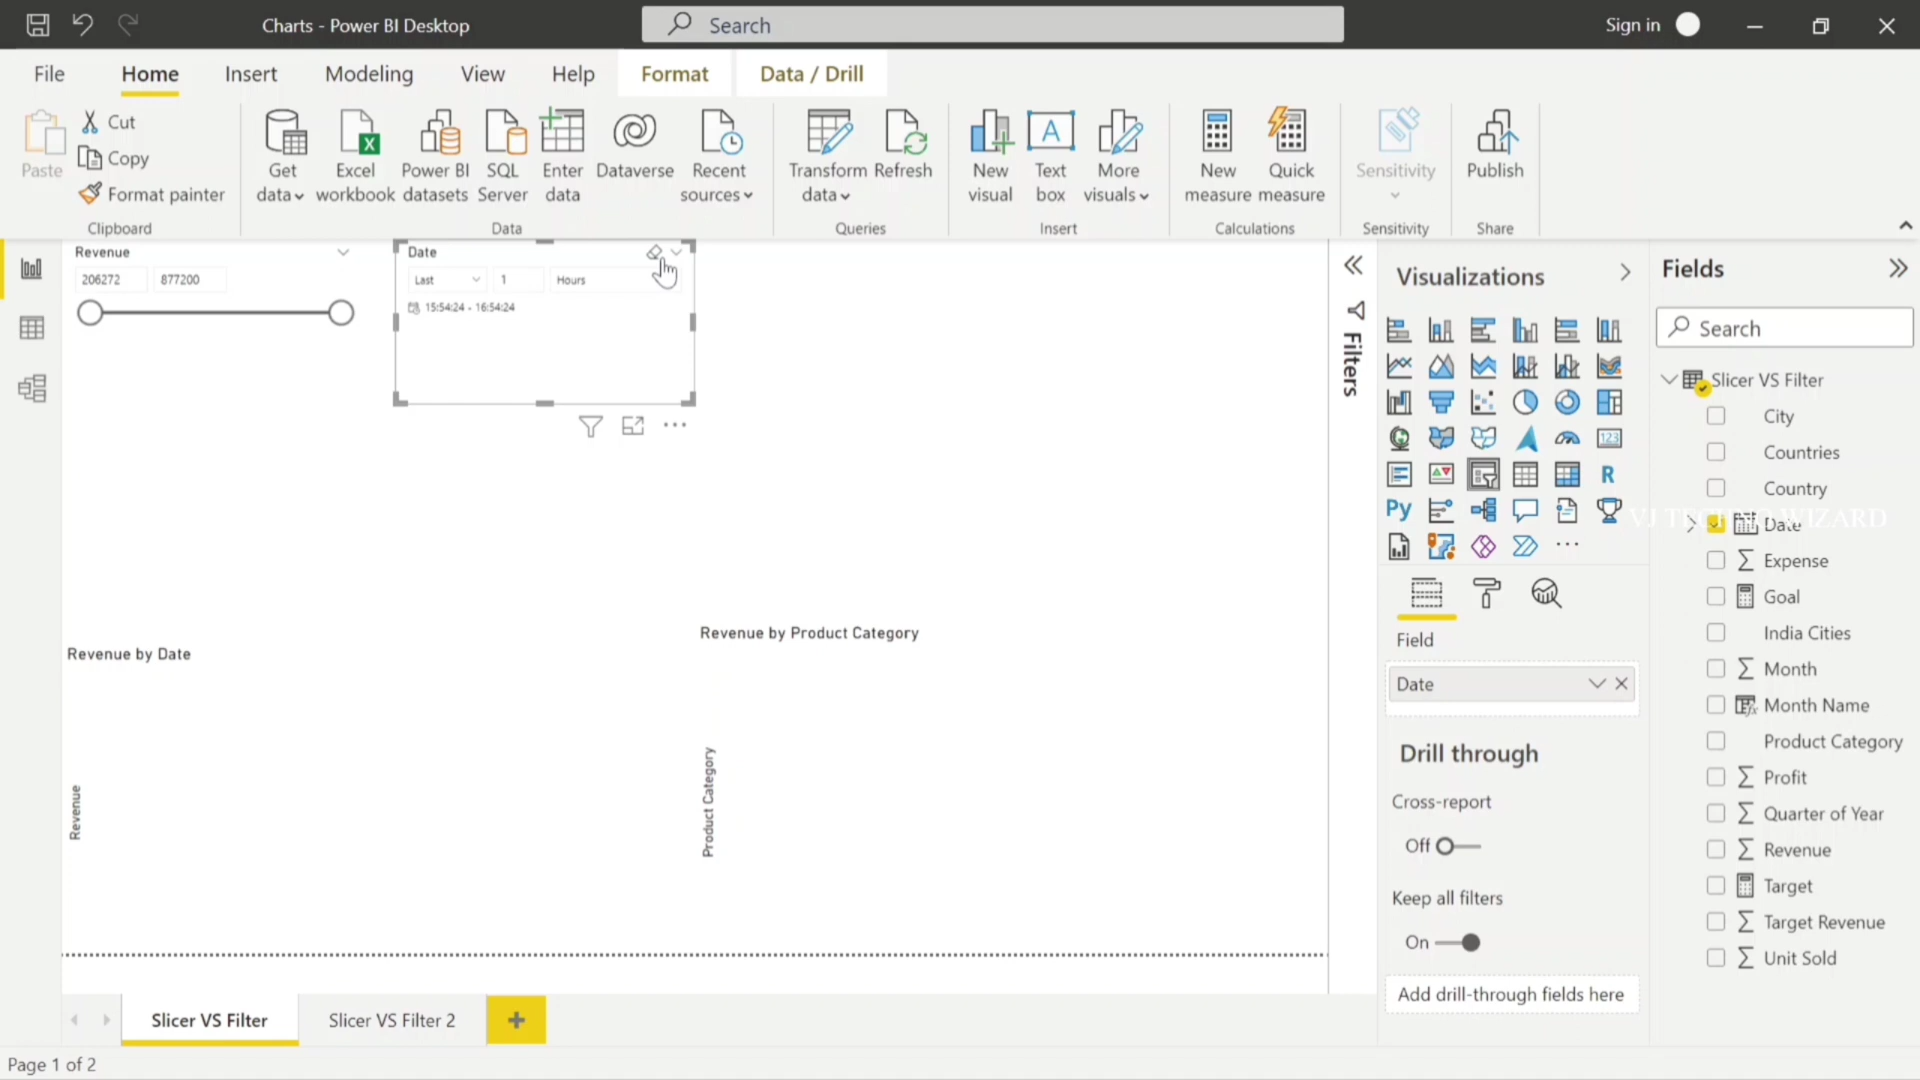 Charts - Power BI Desktop
Search
Sign in
File
Home
Insert
Modeling
View
Help
Format
Data / Drill
Paste
Cut
Copy
Format painter
Clipboard
Get data
Excel workbook
Power BI datasets
SQL Server
Enter data
Dataverse
Recent sources
Data
Transform data
Refresh
Queries
New visual
A
Text box
More visuals
Insert
New measure
Quick measure
Calculations
Sensitivity
Sensitivity
Publish
Share
Revenue
206272
877200
Date
Last
1
Hours
15:54:24 - 16:54:24
Revenue by Date
Revenue
Revenue by Product Category
Product Category
Filters
Visualizations
123
R
Py
Field
Date
Drill through
Cross-report
Off
Keep all filters
On
Add drill-through fields here
Fields
Search
Slicer VS Filter
City
Countries
Country
Date
VJ TECHNO WIZARD
Expense
Goal
India Cities
Month
Month Name
Product Category
Profit
Quarter of Year
Revenue
Target
Target Revenue
Unit Sold
Slicer VS Filter
Slicer VS Filter 2
Page 1 of 2